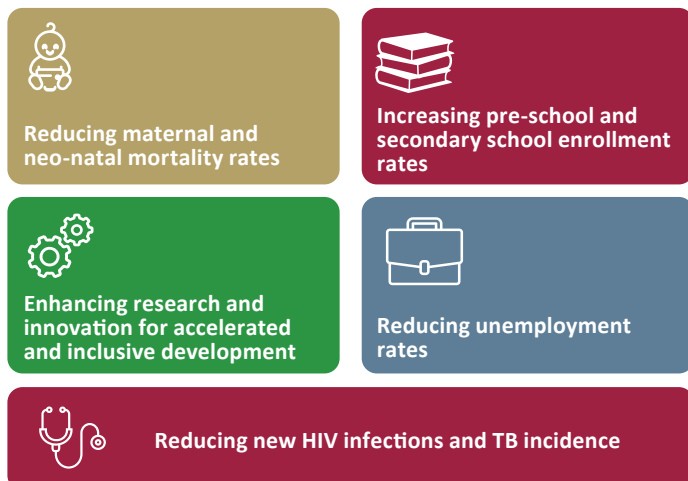 Reducing maternal and
neo-natal mortality rates
Increasing pre-school and
secondary school enrollment
rates
Enhancing research and
innovation for accelerated
and inclusive development
Reducing unemployment
rates
Reducing new HIV infections and TB incidence